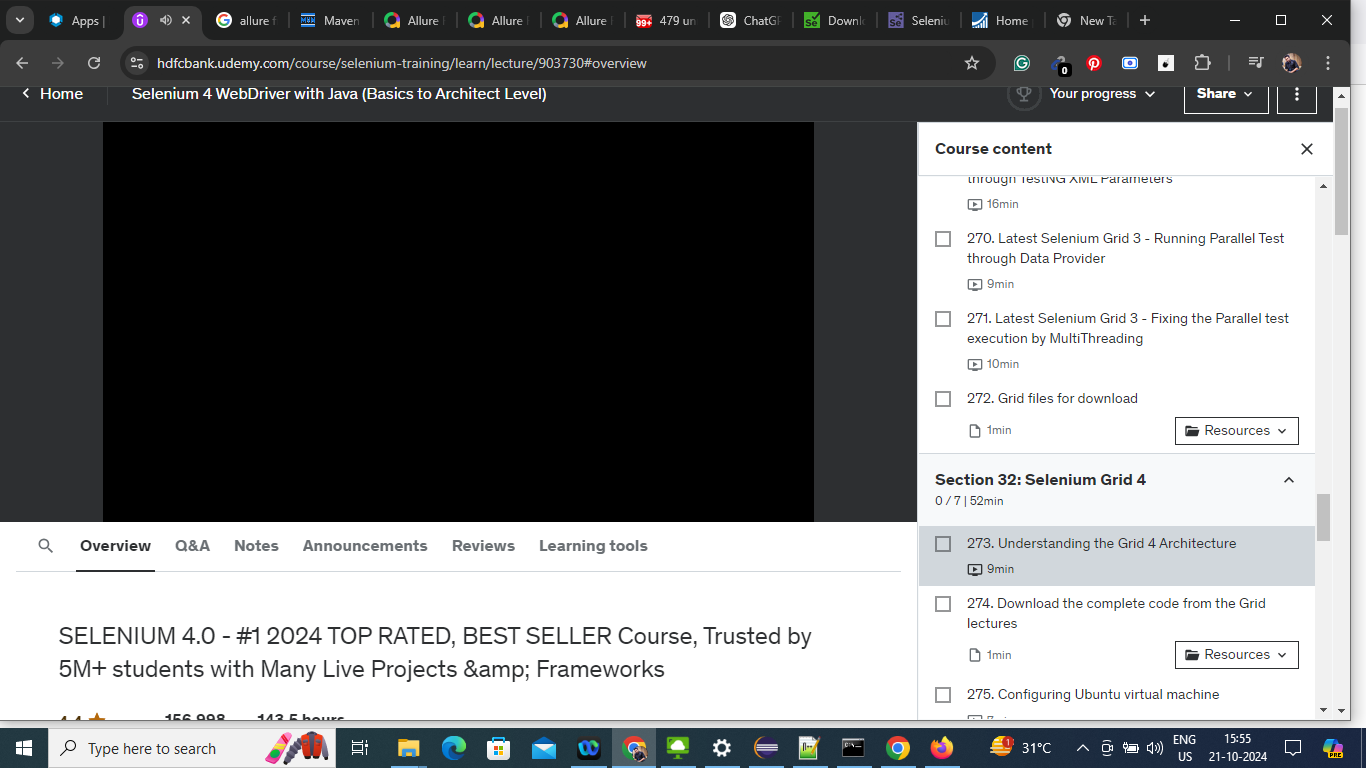 Apps |
allure f
Maven
Allure
Allure
Allure
479 un
ChatGP
Downlo
Seleniu
Home
New Ta
hdfcbank.udemy.com/course/selenium-training/learn/lecture/903730#overview
0
Home
Selenium 4 WebDriver with Java (Basics to Architect Level)
Your progress
Share
Course content
through TestNG XML Parameters
16min
270. Latest Selenium Grid 3 - Running Parallel Test
through Data Provider
9min
271. Latest Selenium Grid 3 - Fixing the Parallel test
execution by MultiThreading
10min
272. Grid files for download
1min
Resources
Section 32: Selenium Grid 4
0 / 7 | 52min
273. Understanding the Grid 4 Architecture
9min
274. Download the complete code from the Grid
lectures
1min
Resources
275. Configuring Ubuntu virtual machine
Overview
Q&A
Notes
Announcements
Reviews
Learning tools
SELENIUM 4.0 - #1 2024 TOP RATED, BEST SELLER Course, Trusted by
5M+ students with Many Live Projects &amp; Frameworks
4.4
156,998
143.5 hours
Type here to search
31°C
ENG
US
15:55
21-10-2024